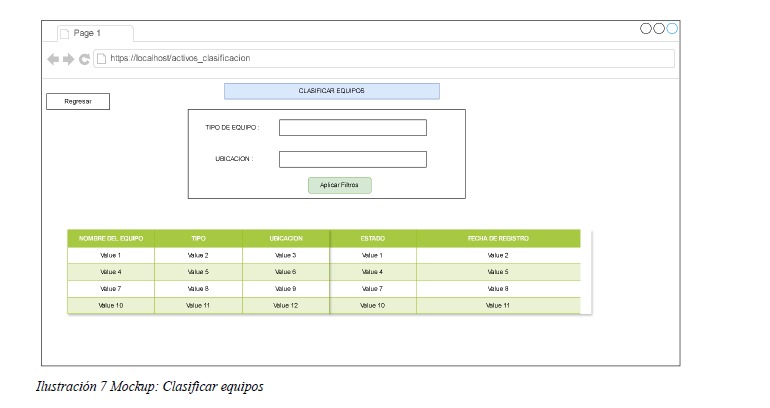 Page 1
https://localhost/activos_clasificacion
CLASIFICAR EQUIPOS
Regresar
TIPO DE EQUIPO :
UBICACION :
Aplicar Filtros
NOMBRE DEL EQUIPO TIPO UBICACION ESTADO FECHA DE REGISTRO
Value 1 Value 2 Value 3 Value 1 Value 2
Value 4 Value 5 Value 6 Value 4 Value 5
Value 7 Value 8 Value 9 Value 7 Value 8
Value 10 Value 11 Value 12 Value 10 Value 11
Ilustración 7 Mockup: Clasificar equipos